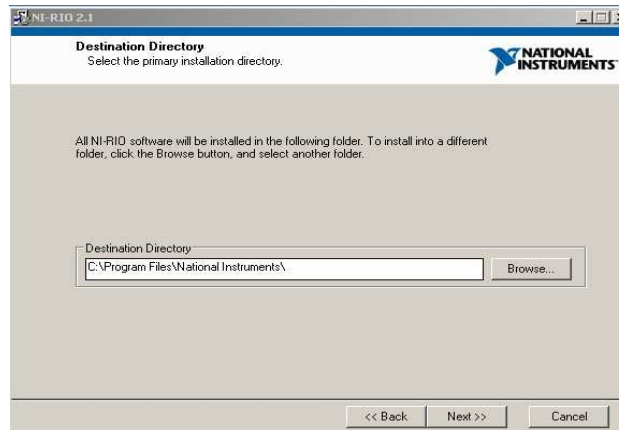 NI-RIO 2.1
Destination Directory
Select the primary installation directory.
NATIONAL
INSTRUMENTS
All NI-RIO software will be installed in the following folder. To install into a different
folder, click the Browse button, and select another folder.
Destination Directory
C:\Program Files\National Instruments\
Browse...
<< Back
Next >>
Cancel